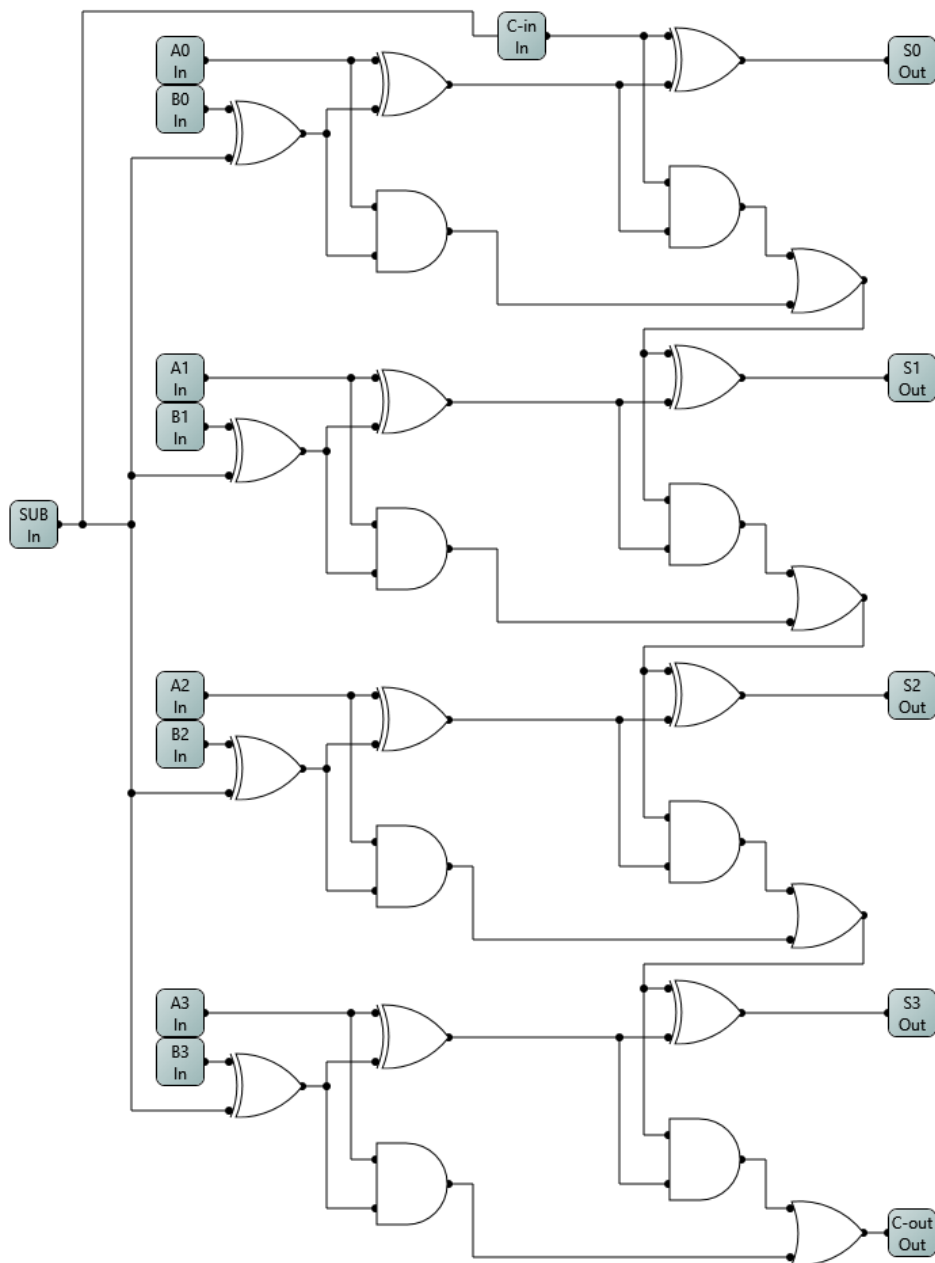 C-in
In
A0
In
S0
Out
B0
In
A1
In
S1
Out
B1
In
SUB
In
A2
In
S2
Out
B2
In
A3
In
S3
Out
B3
In
C-out
Out